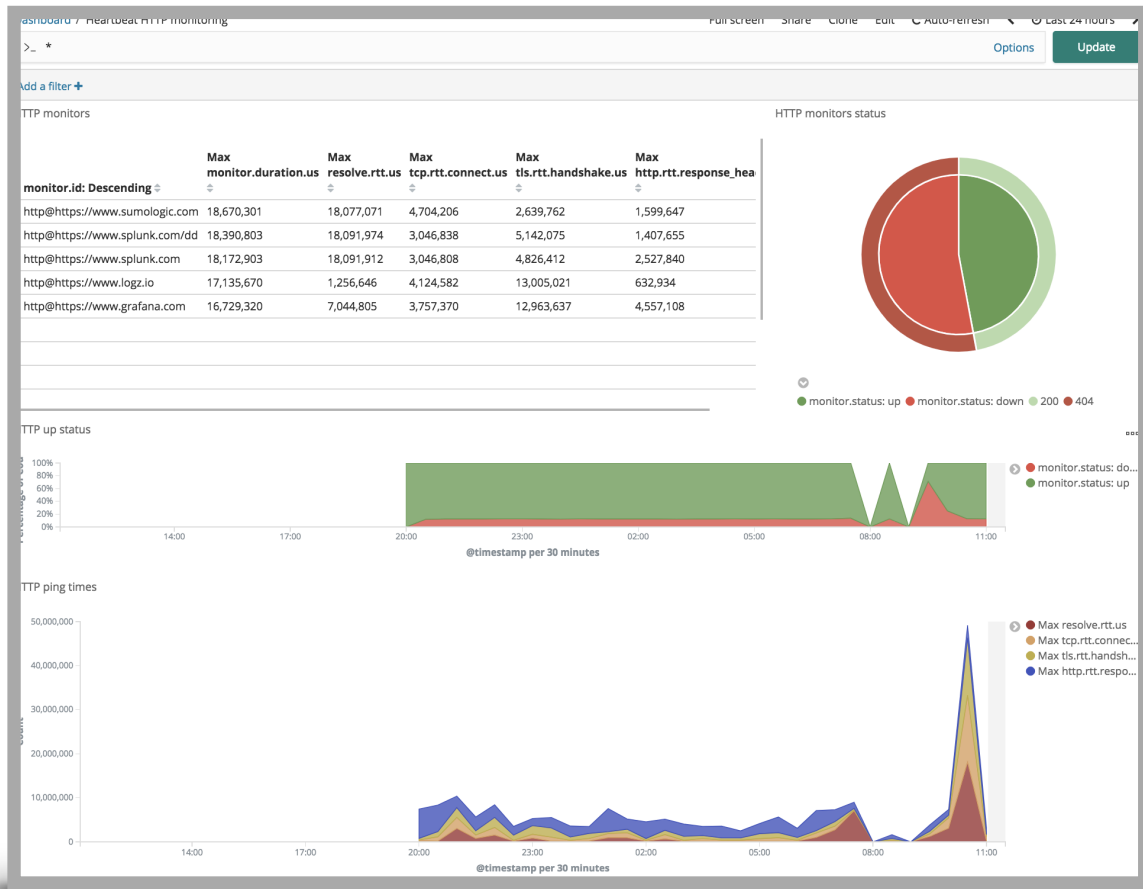 Dashboard / Heartbeat HTTP monitoring Full screen Share Clone Edit Auto-refresh Last 24 hours
>_ * Options Update
Add a filter +
HTTP monitors
HTTP monitors status
monitor.id: Descending Max monitor.duration.us Max resolve.rtt.us Max tcp.rtt.connect.us Max tls.rtt.handshake.us Max http.rtt.response_hea
http@https://www.sumologic.com 18,670,301 18,077,071 4,704,206 2,639,762 1,599,647
http@https://www.splunk.com/dd 18,390,803 18,091,974 3,046,838 5,142,075 1,407,655
http@https://www.splunk.com 18,172,903 18,091,912 3,046,808 4,826,412 2,527,840
http@https://www.logz.io 17,135,670 1,256,646 4,124,582 13,005,021 632,934
http@https://www.grafana.com 16,729,320 7,044,805 3,757,370 12,963,637 4,557,108
monitor.status: up monitor.status: down 200 404
HTTP up status
100%
80%
60%
40%
20%
0%
14:00 17:00 20:00 23:00 02:00 05:00 08:00 11:00
@timestamp per 30 minutes
monitor.status: do...
monitor.status: up
HTTP ping times
50,000,000
40,000,000
30,000,000
20,000,000
10,000,000
0
Count
14:00 17:00 20:00 23:00 02:00 05:00 08:00 11:00
@timestamp per 30 minutes
Max resolve.rtt.us
Max tcp.rtt.connec...
Max tls.rtt.handsh...
Max http.rtt.respo...